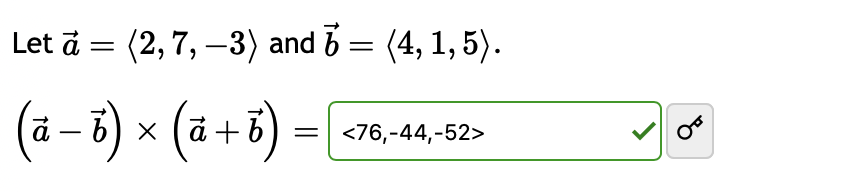 Let a⃗ = ⟨2, 7, −3⟩ and b⃗ = ⟨4, 1, 5⟩.
(a⃗ − b⃗) × (a⃗ + b⃗) = <76,-44,-52>